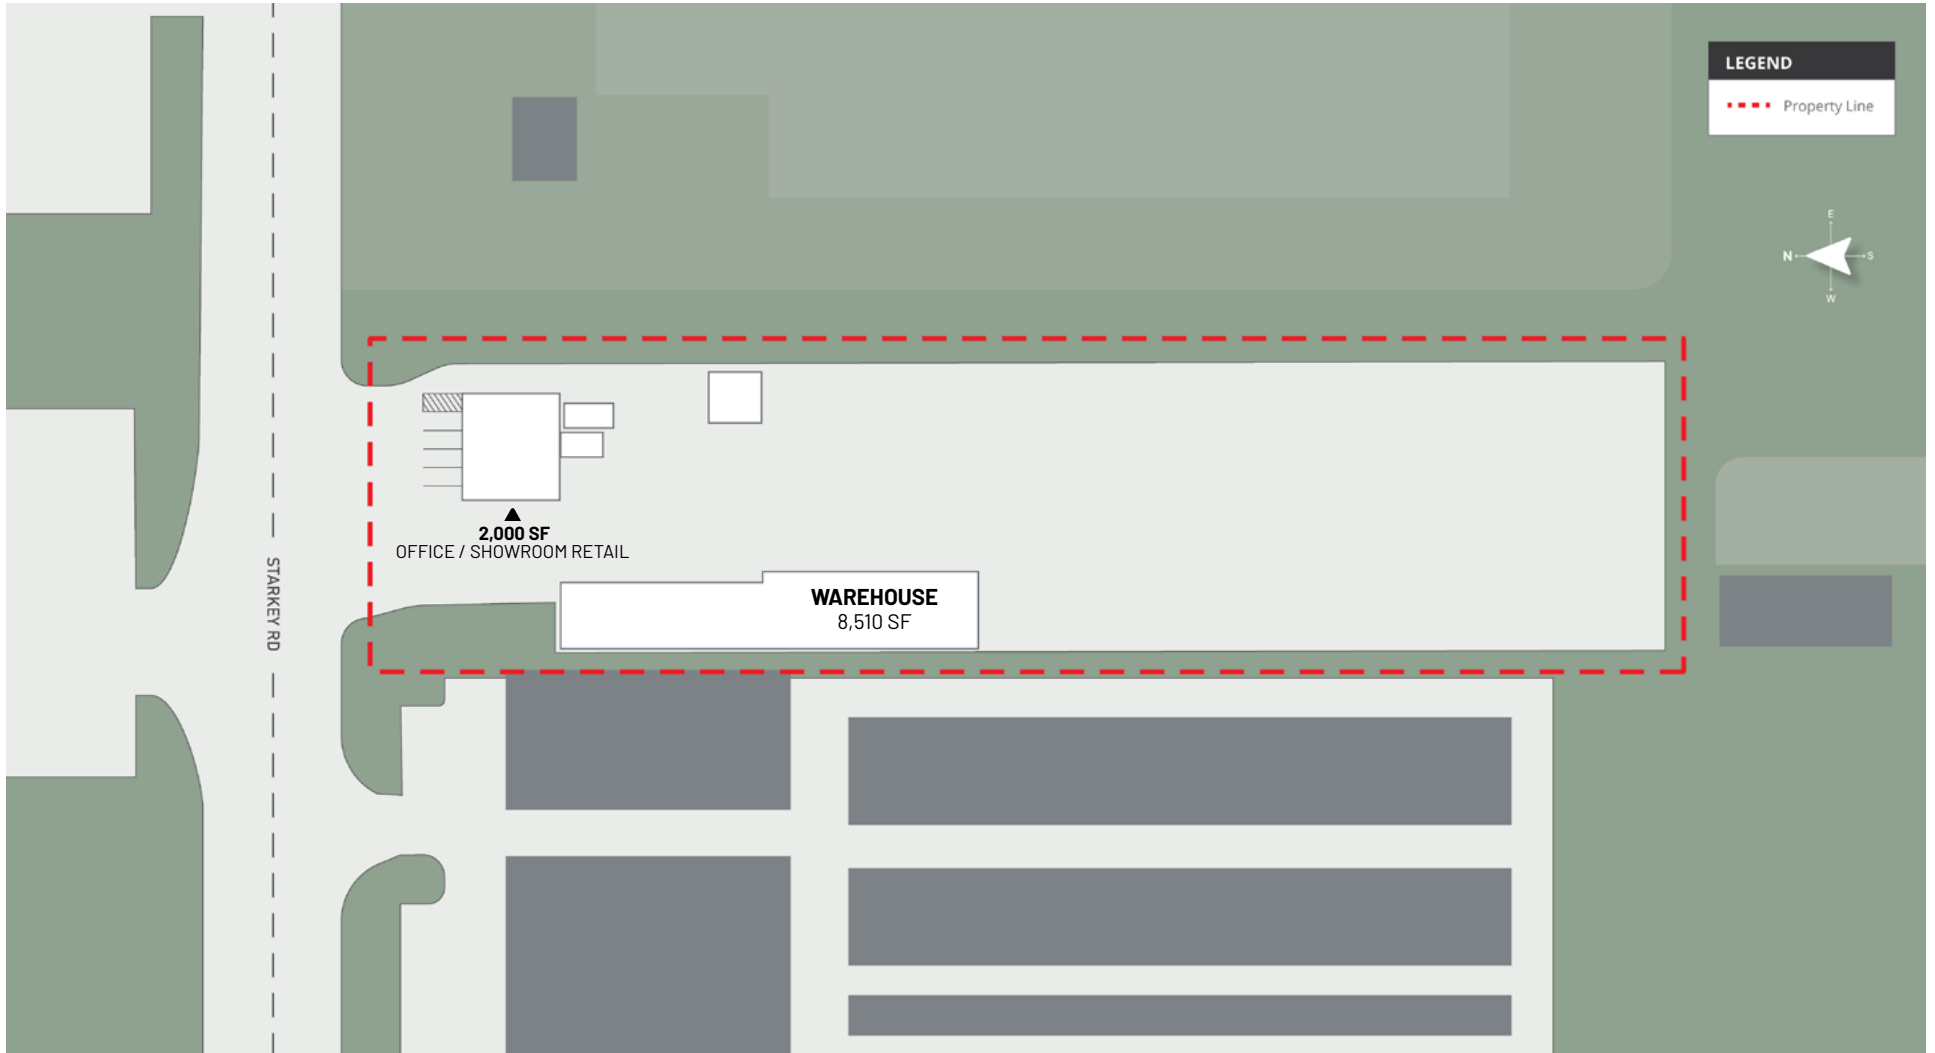 LEGEND
Property Line
E
N
S
W
2,000 SF
OFFICE / SHOWROOM RETAIL
STARKEY RD
WAREHOUSE
8,510 SF